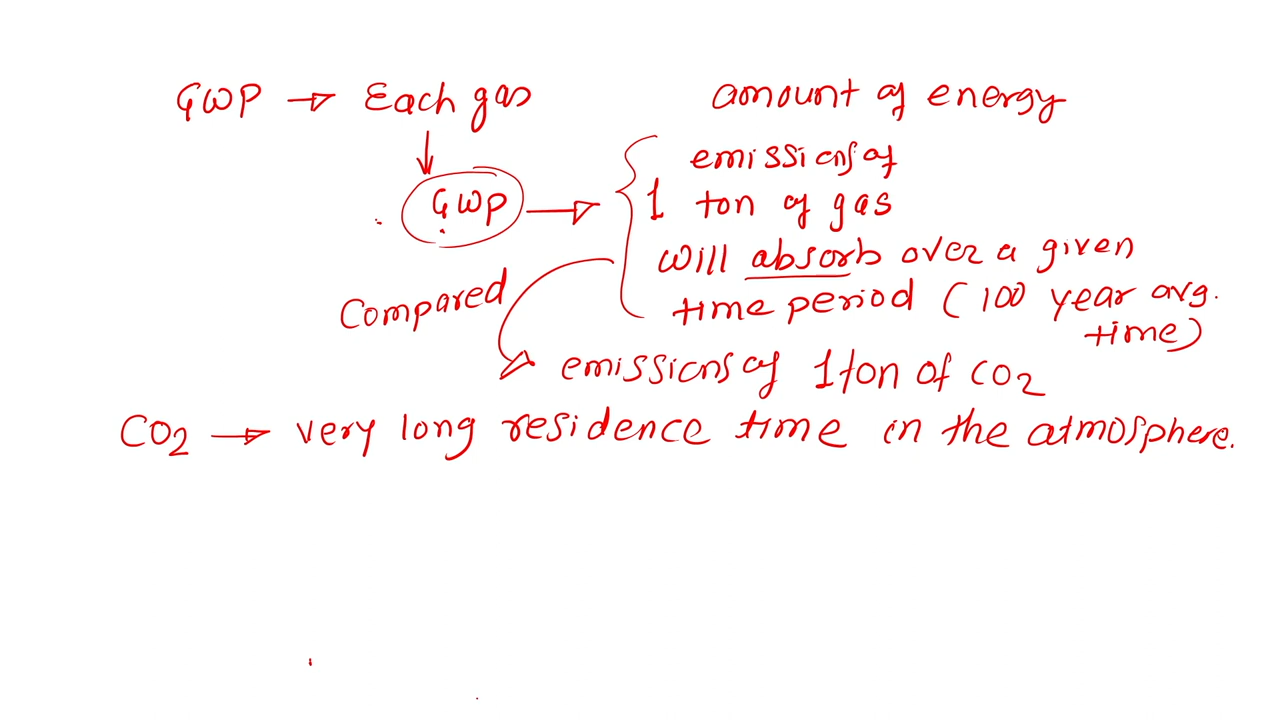 GWP → Each gas amount of energy
emissions of
GWP → 1 ton of gas
will absorb over a given
Compared time period (100 year avg.
time)
emissions of 1 ton of CO2
CO2 → very long residence time in the atmosphere.